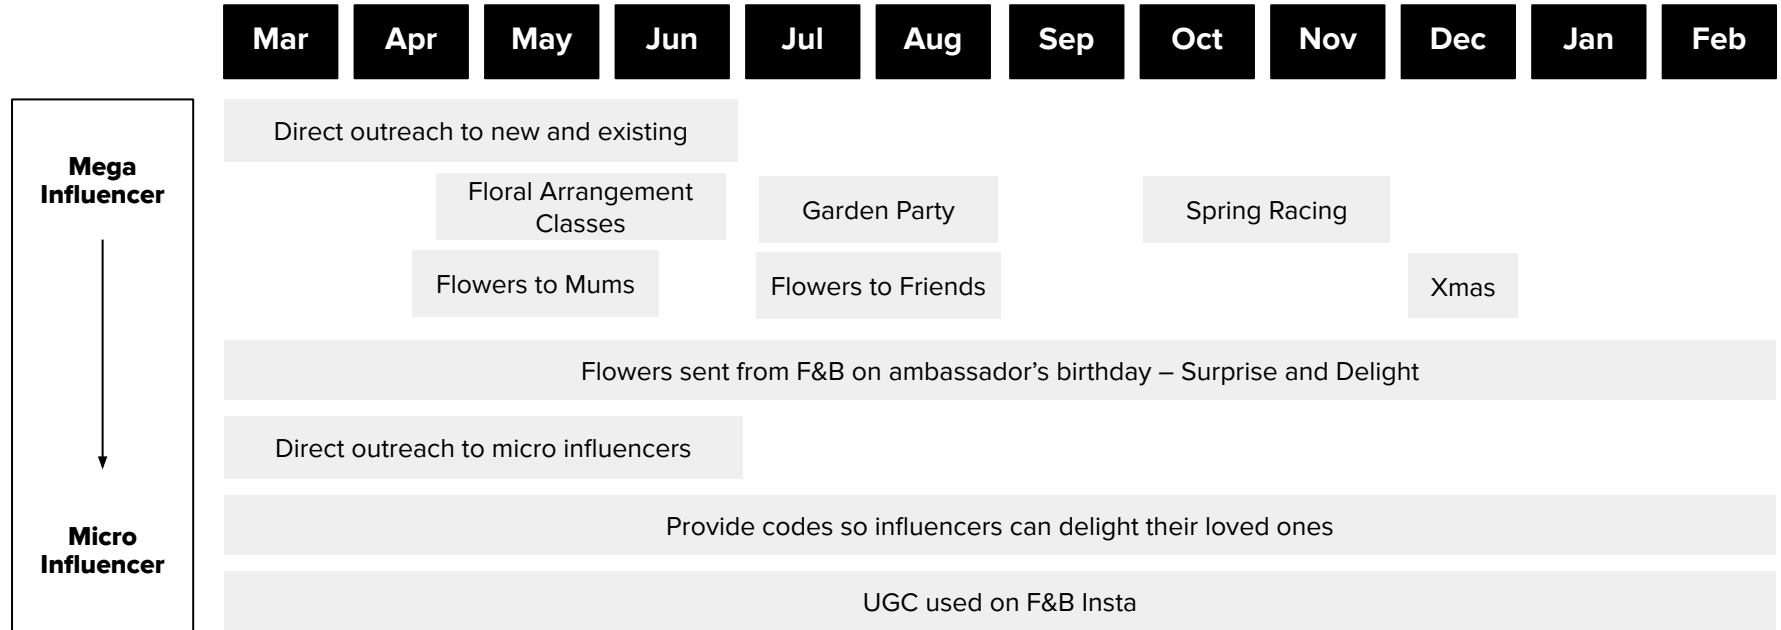 Mar Apr May Jun Jul Aug Sep Oct Nov Dec Jan Feb
Mega
Influencer
Micro
Influencer
Direct outreach to new and existing
Floral Arrangement
Classes
Garden Party
Spring Racing
Flowers to Mums
Flowers to Friends
Xmas
Flowers sent from F&B on ambassador’s birthday – Surprise and Delight
Direct outreach to micro influencers
Provide codes so influencers can delight their loved ones
UGC used on F&B Insta